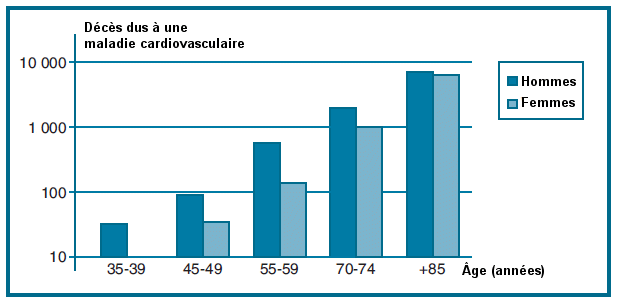 Décès dus à une
maladie cardiovasculaire
10 000
1 000
100
10
35-39 45-49 55-59 70-74 +85 Âge (années)
Hommes
Femmes